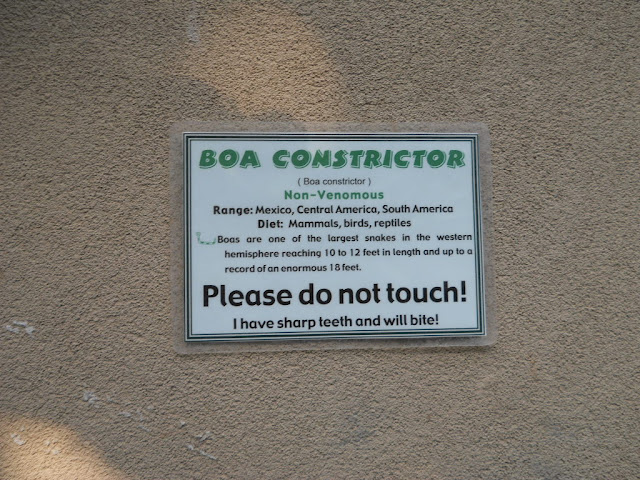 BOA CONSTRICTOR
( Boa constrictor )
Non-Venomous
Range: Mexico, Central America, South America
Diet: Mammals, birds, reptiles
Boas are one of the largest snakes in the western
hemisphere reaching 10 to 12 feet in length and up to a
record of an enormous 18 feet.
Please do not touch!
I have sharp teeth and will bite!